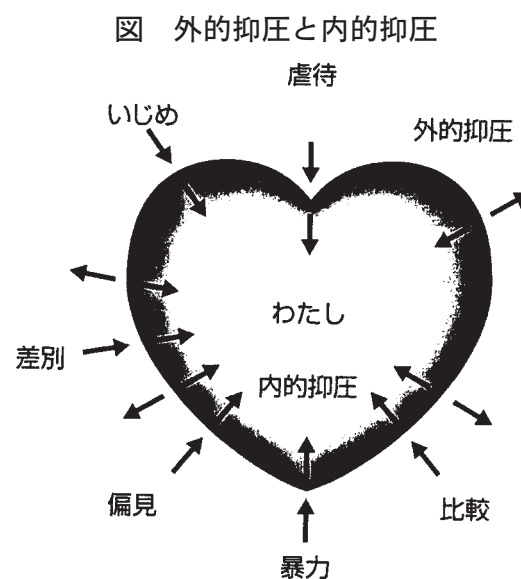 図　外的抑圧と内的抑圧
虐待
いじめ
外的抑圧
わたし
差別
内的抑圧
偏見
比較
暴力